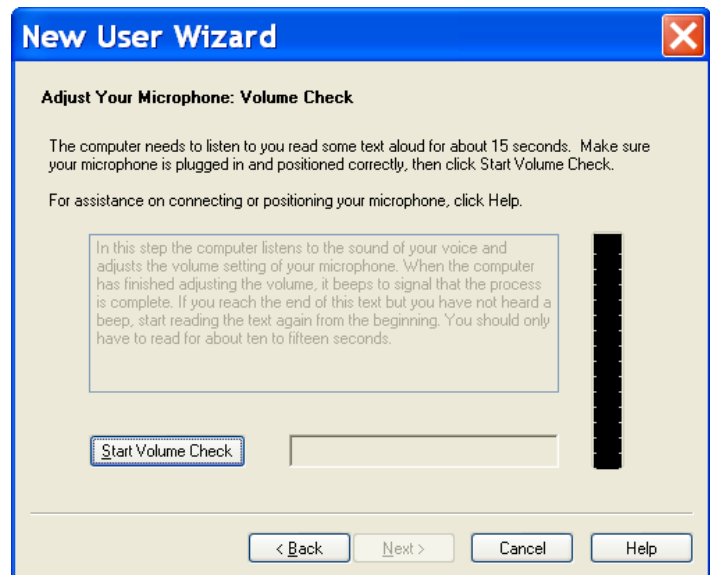 New User Wizard
Adjust Your Microphone: Volume Check
The computer needs to listen to you read some text aloud for about 15 seconds. Make sure
your microphone is plugged in and positioned correctly, then click Start Volume Check.
For assistance on connecting or positioning your microphone, click Help.
In this step the computer listens to the sound of your voice and
adjusts the volume setting of your microphone. When the computer
has finished adjusting the volume, it beeps to signal that the process
is complete. If you reach the end of this text but you have not heard a
beep, start reading the text again from the beginning. You should only
have to read for about ten to fifteen seconds.
Start Volume Check
< Back Next > Cancel Help